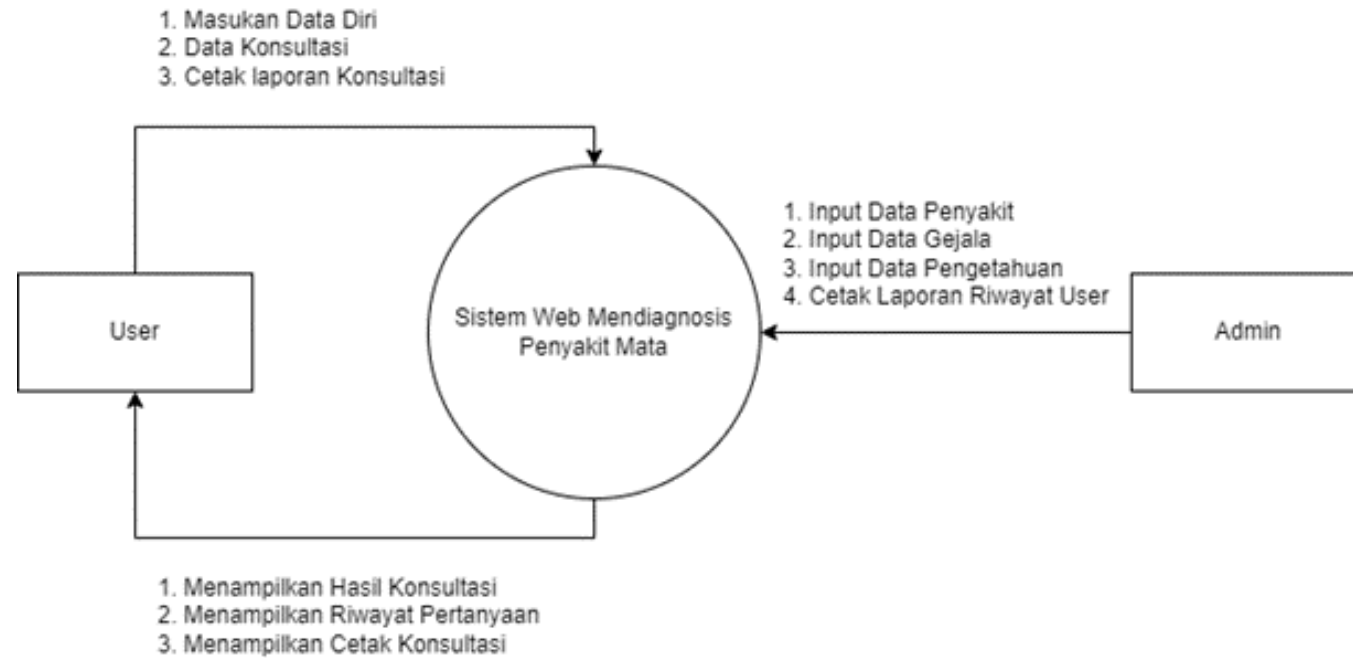 1. Masukan Data Diri
2. Data Konsultasi
3. Cetak laporan Konsultasi
1. Input Data Penyakit
2. Input Data Gejala
3. Input Data Pengetahuan
4. Cetak Laporan Riwayat User
User
Sistem Web Mendiagnosis
Penyakit Mata
Admin
1. Menampilkan Hasil Konsultasi
2. Menampilkan Riwayat Pertanyaan
3. Menampilkan Cetak Konsultasi